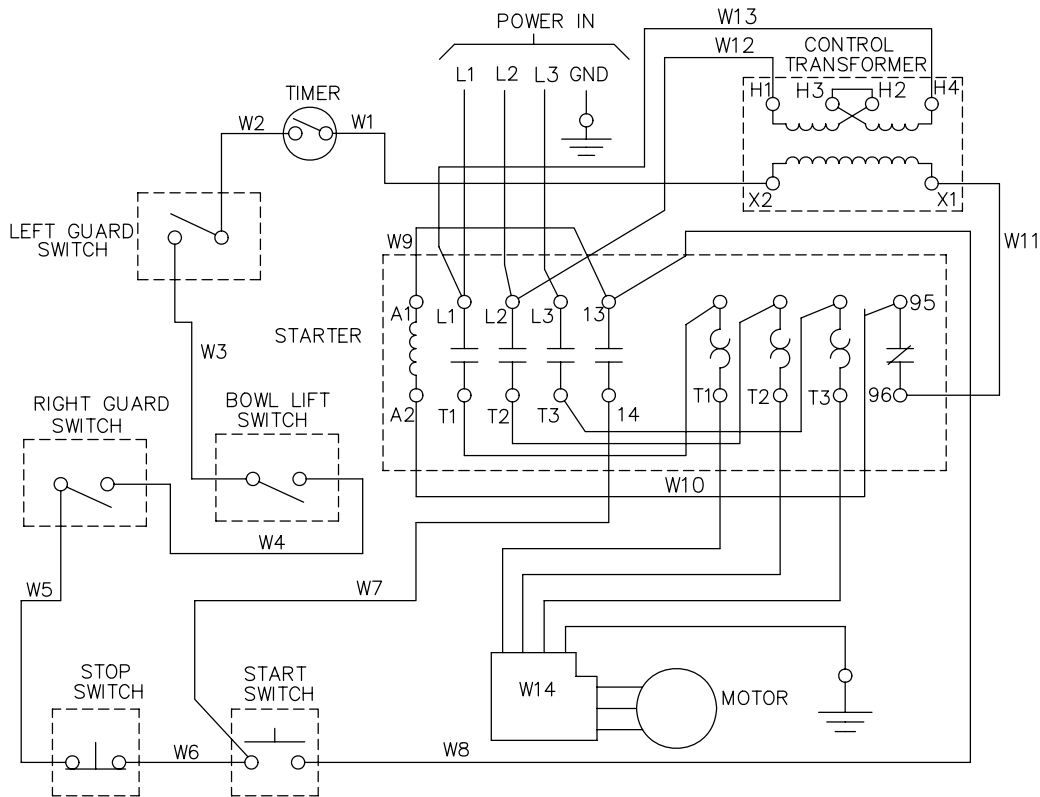 POWER IN
W13
W12
CONTROL
TRANSFORMER
L1 L2 L3 GND
H1 H3 H2 H4
TIMER
W2 W1
X2 X1
LEFT GUARD
SWITCH
W9
W11
A1 L1 L2 L3 13 95
STARTER
W3
RIGHT GUARD
SWITCH
BOWL LIFT
SWITCH
A2 T1 T2 T3 14 T1 T2 T3 96
W10
W4
W5
W7
STOP
SWITCH
START
SWITCH
W14
MOTOR
W6
W8